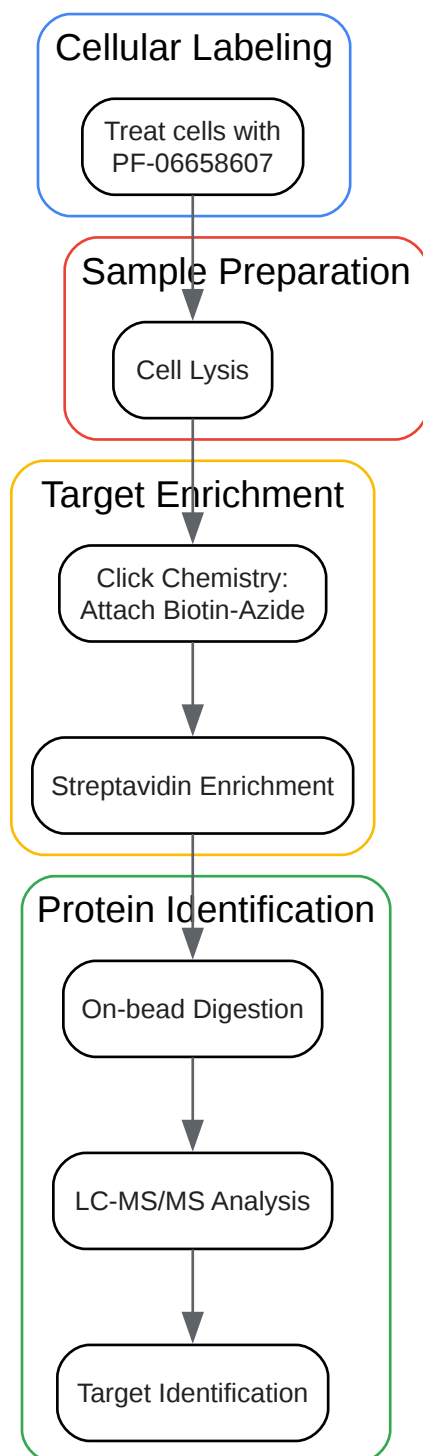 Cellular Labeling
Treat cells with
PF-06658607
Sample Preparation
Cell Lysis
Target Enrichment
Click Chemistry:
Attach Biotin-Azide
Streptavidin Enrichment
Protein Identification
On-bead Digestion
LC-MS/MS Analysis
Target Identification